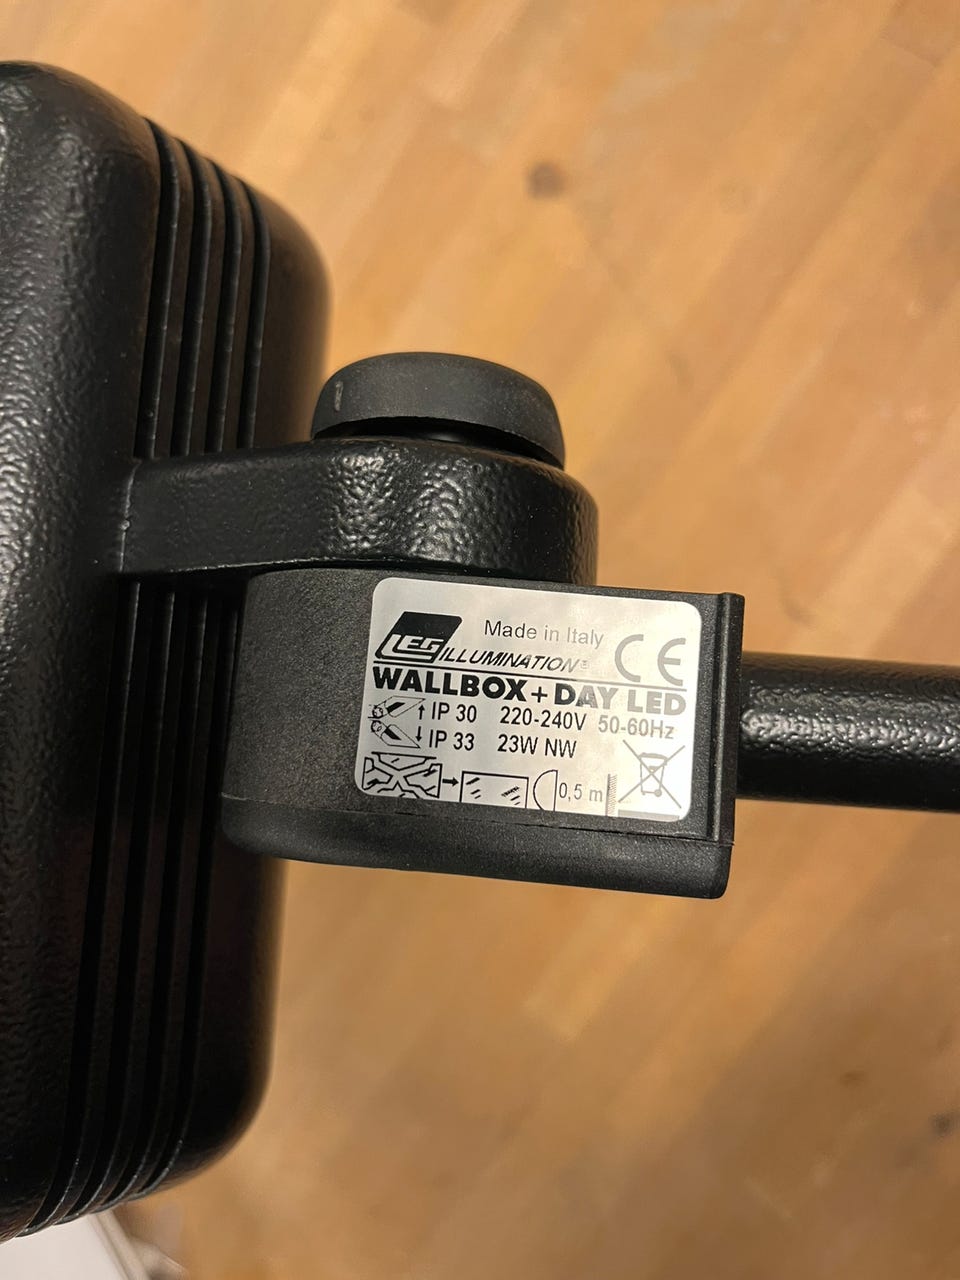 Made in Italy
LEG ILLUMINATION®
CE
WALLBOX+DAY LED
IP 30 220-240V 50-60Hz
IP 33 23W NW
0,5 m